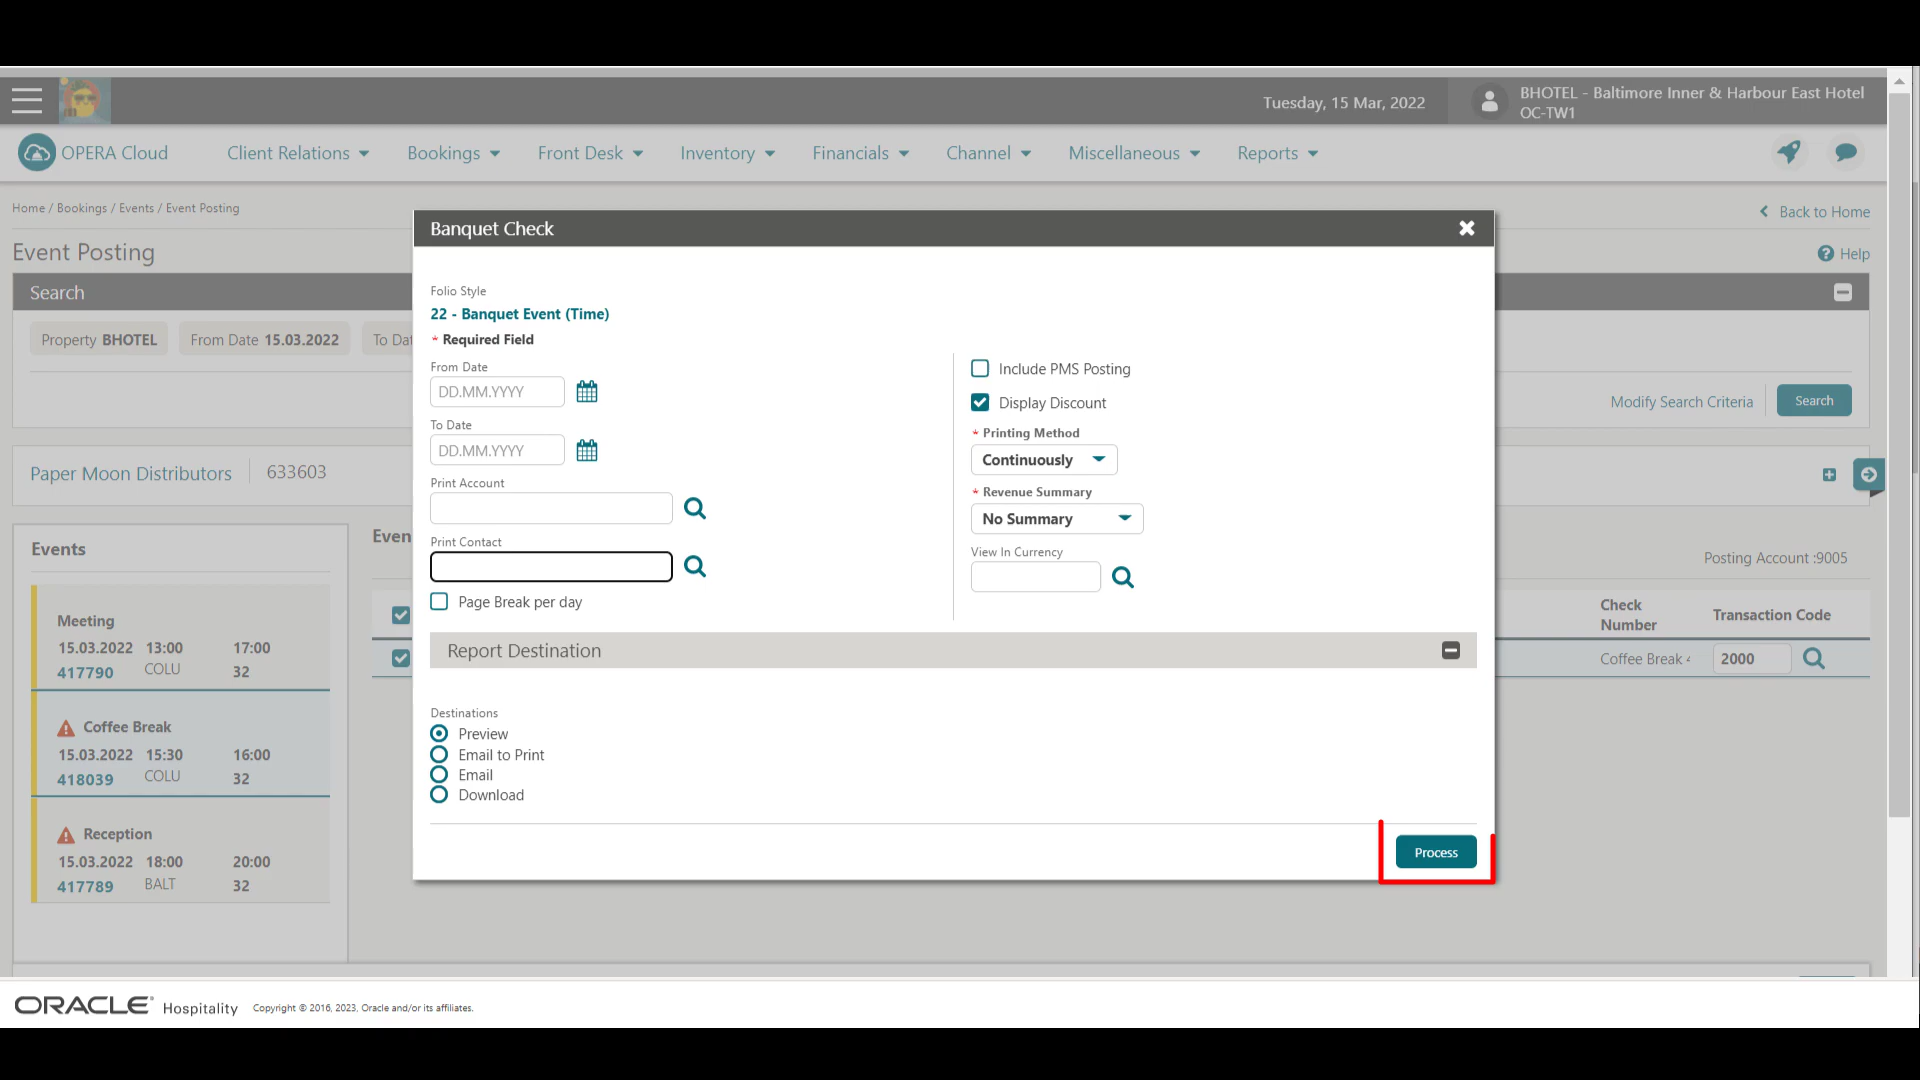 Tuesday, 15 Mar, 2022
BHOTEL - Baltimore Inner & Harbour East Hotel
OC-TW1
OPERA Cloud
Client Relations
Bookings
Front Desk
Inventory
Financials
Channel
Miscellaneous
Reports
Home / Bookings / Events / Event Posting
Back to Home
Event Posting
Help
Search
Property BHOTEL
From Date 15.03.2022
To Dat
Modify Search Criteria
Search
Paper Moon Distributors
633603
Events
Meeting
15.03.2022 13:00 17:00
417790 COLU 32
Coffee Break
15.03.2022 15:30 16:00
418039 COLU 32
Reception
15.03.2022 18:00 20:00
417789 BALT 32
Even
Posting Account :9005
Check
Number
Transaction Code
Coffee Break
2000
Banquet Check
Folio Style
22 - Banquet Event (Time)
* Required Field
From Date
DD.MM.YYYY
To Date
DD.MM.YYYY
Print Account
Print Contact
Page Break per day
Include PMS Posting
Display Discount
* Printing Method
Continuously
* Revenue Summary
No Summary
View In Currency
Report Destination
Destinations
Preview
Email to Print
Email
Download
Process
ORACLE Hospitality Copyright © 2016, 2023, Oracle and/or its affiliates.